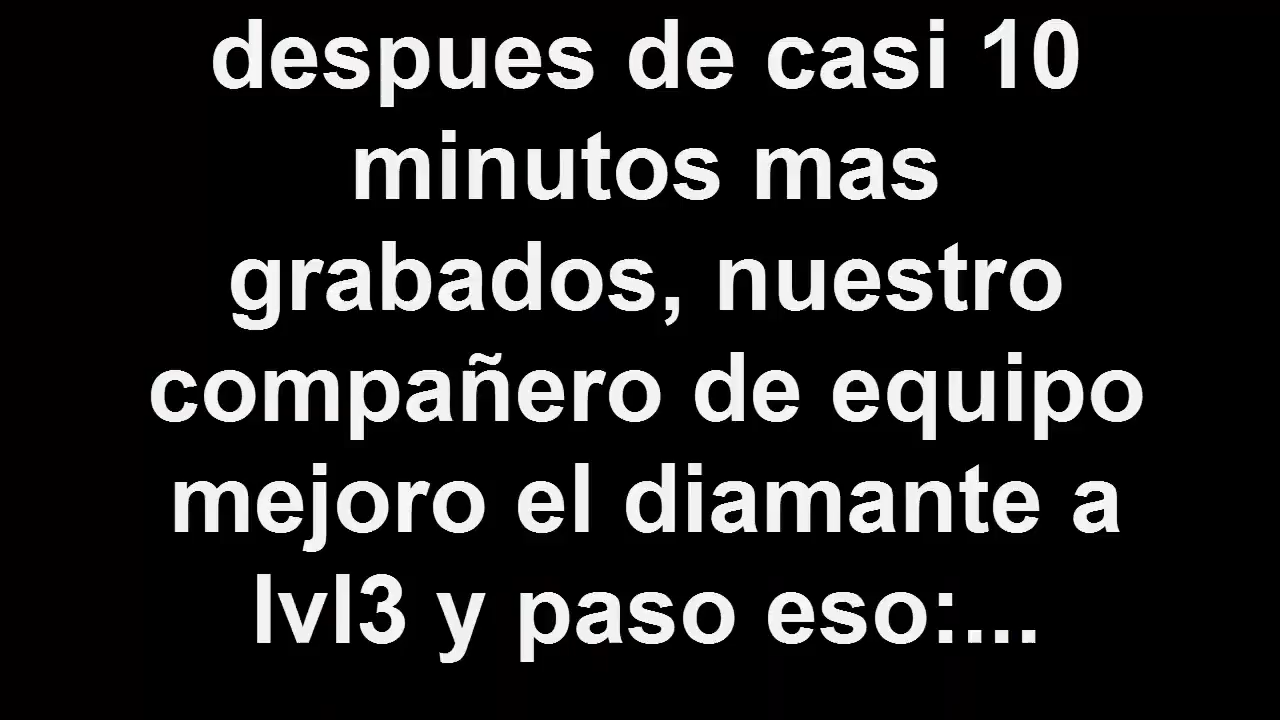 despues de casi 10
minutos mas
grabados, nuestro
compañero de equipo
mejoro el diamante a
lvl3 y paso eso:...